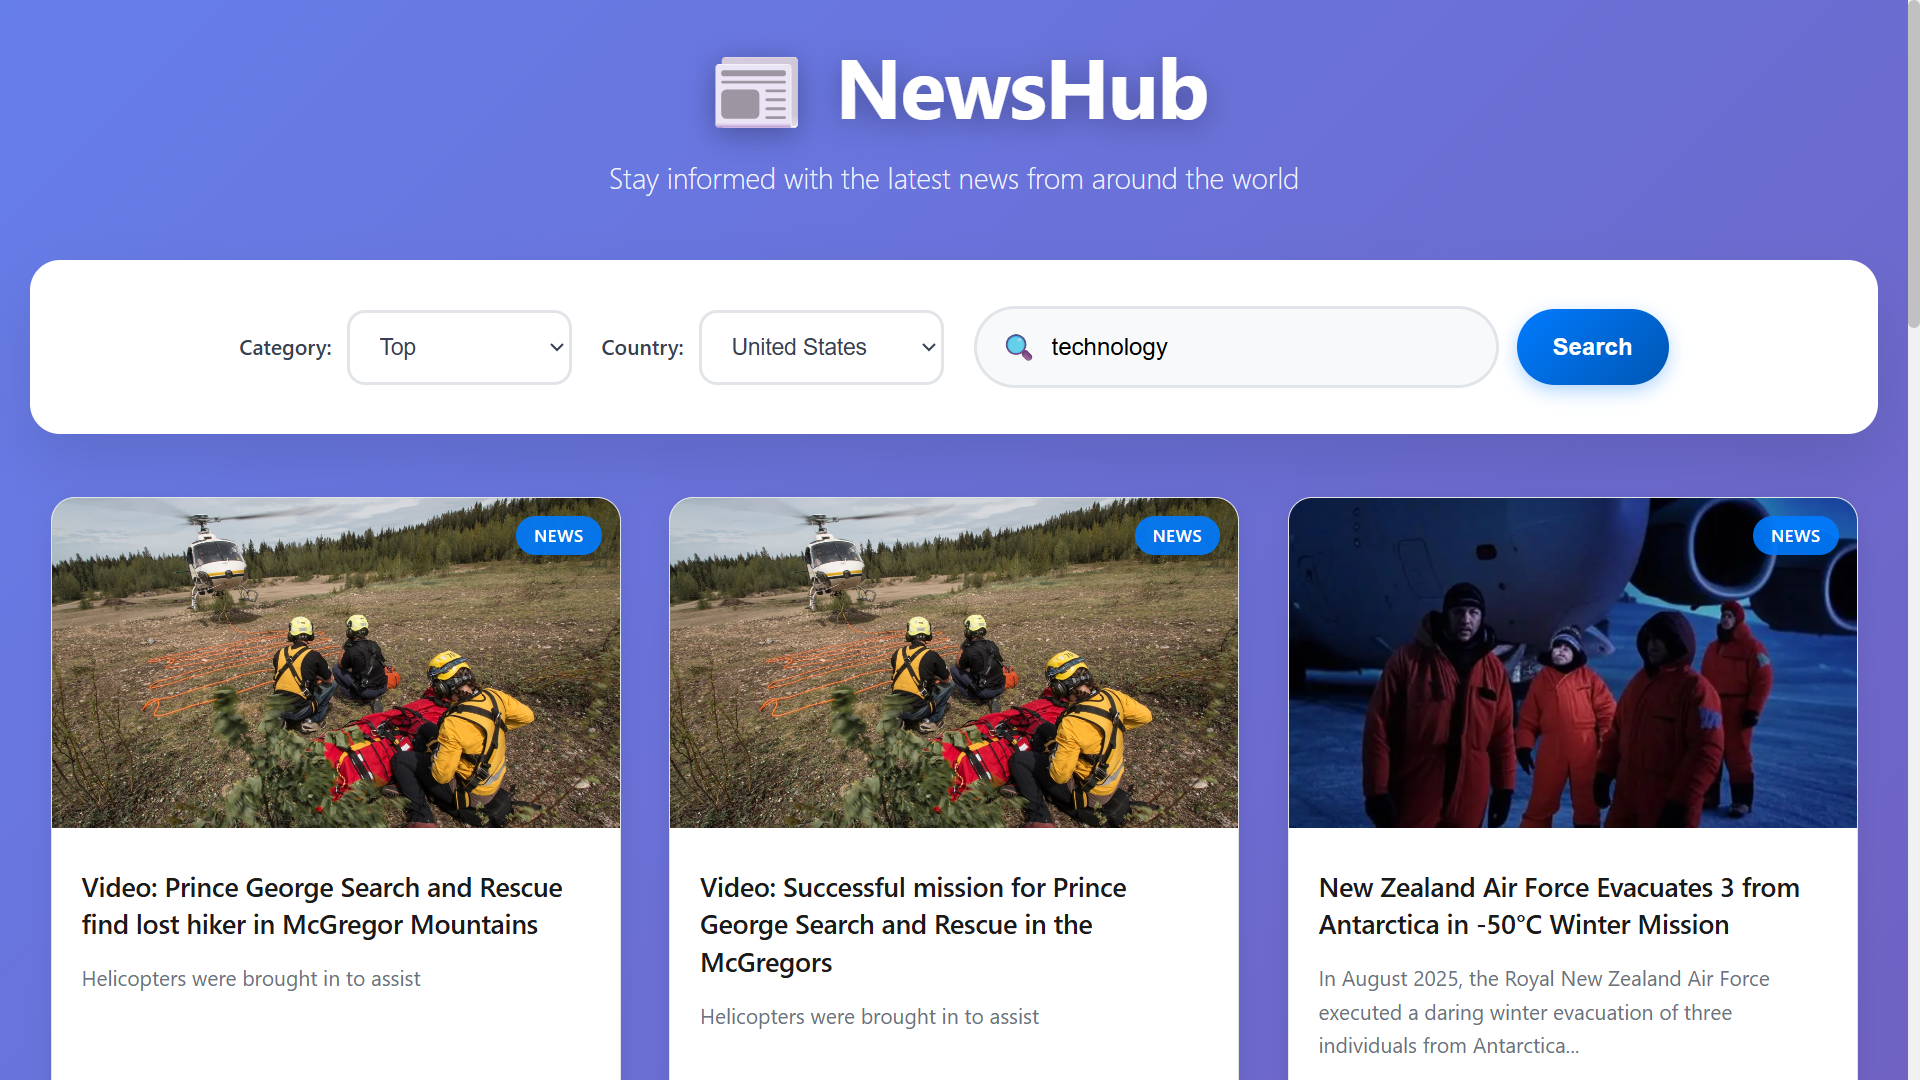 NewsHub
Stay informed with the latest news from around the world
Category:
Top
Country:
United States
technology
Search
NEWS
NEWS
NEWS
Video: Prince George Search and Rescue
find lost hiker in McGregor Mountains
Helicopters were brought in to assist
Video: Successful mission for Prince
George Search and Rescue in the
McGregors
Helicopters were brought in to assist
New Zealand Air Force Evacuates 3 from
Antarctica in -50°C Winter Mission
In August 2025, the Royal New Zealand Air Force
executed a daring winter evacuation of three
individuals from Antarctica...